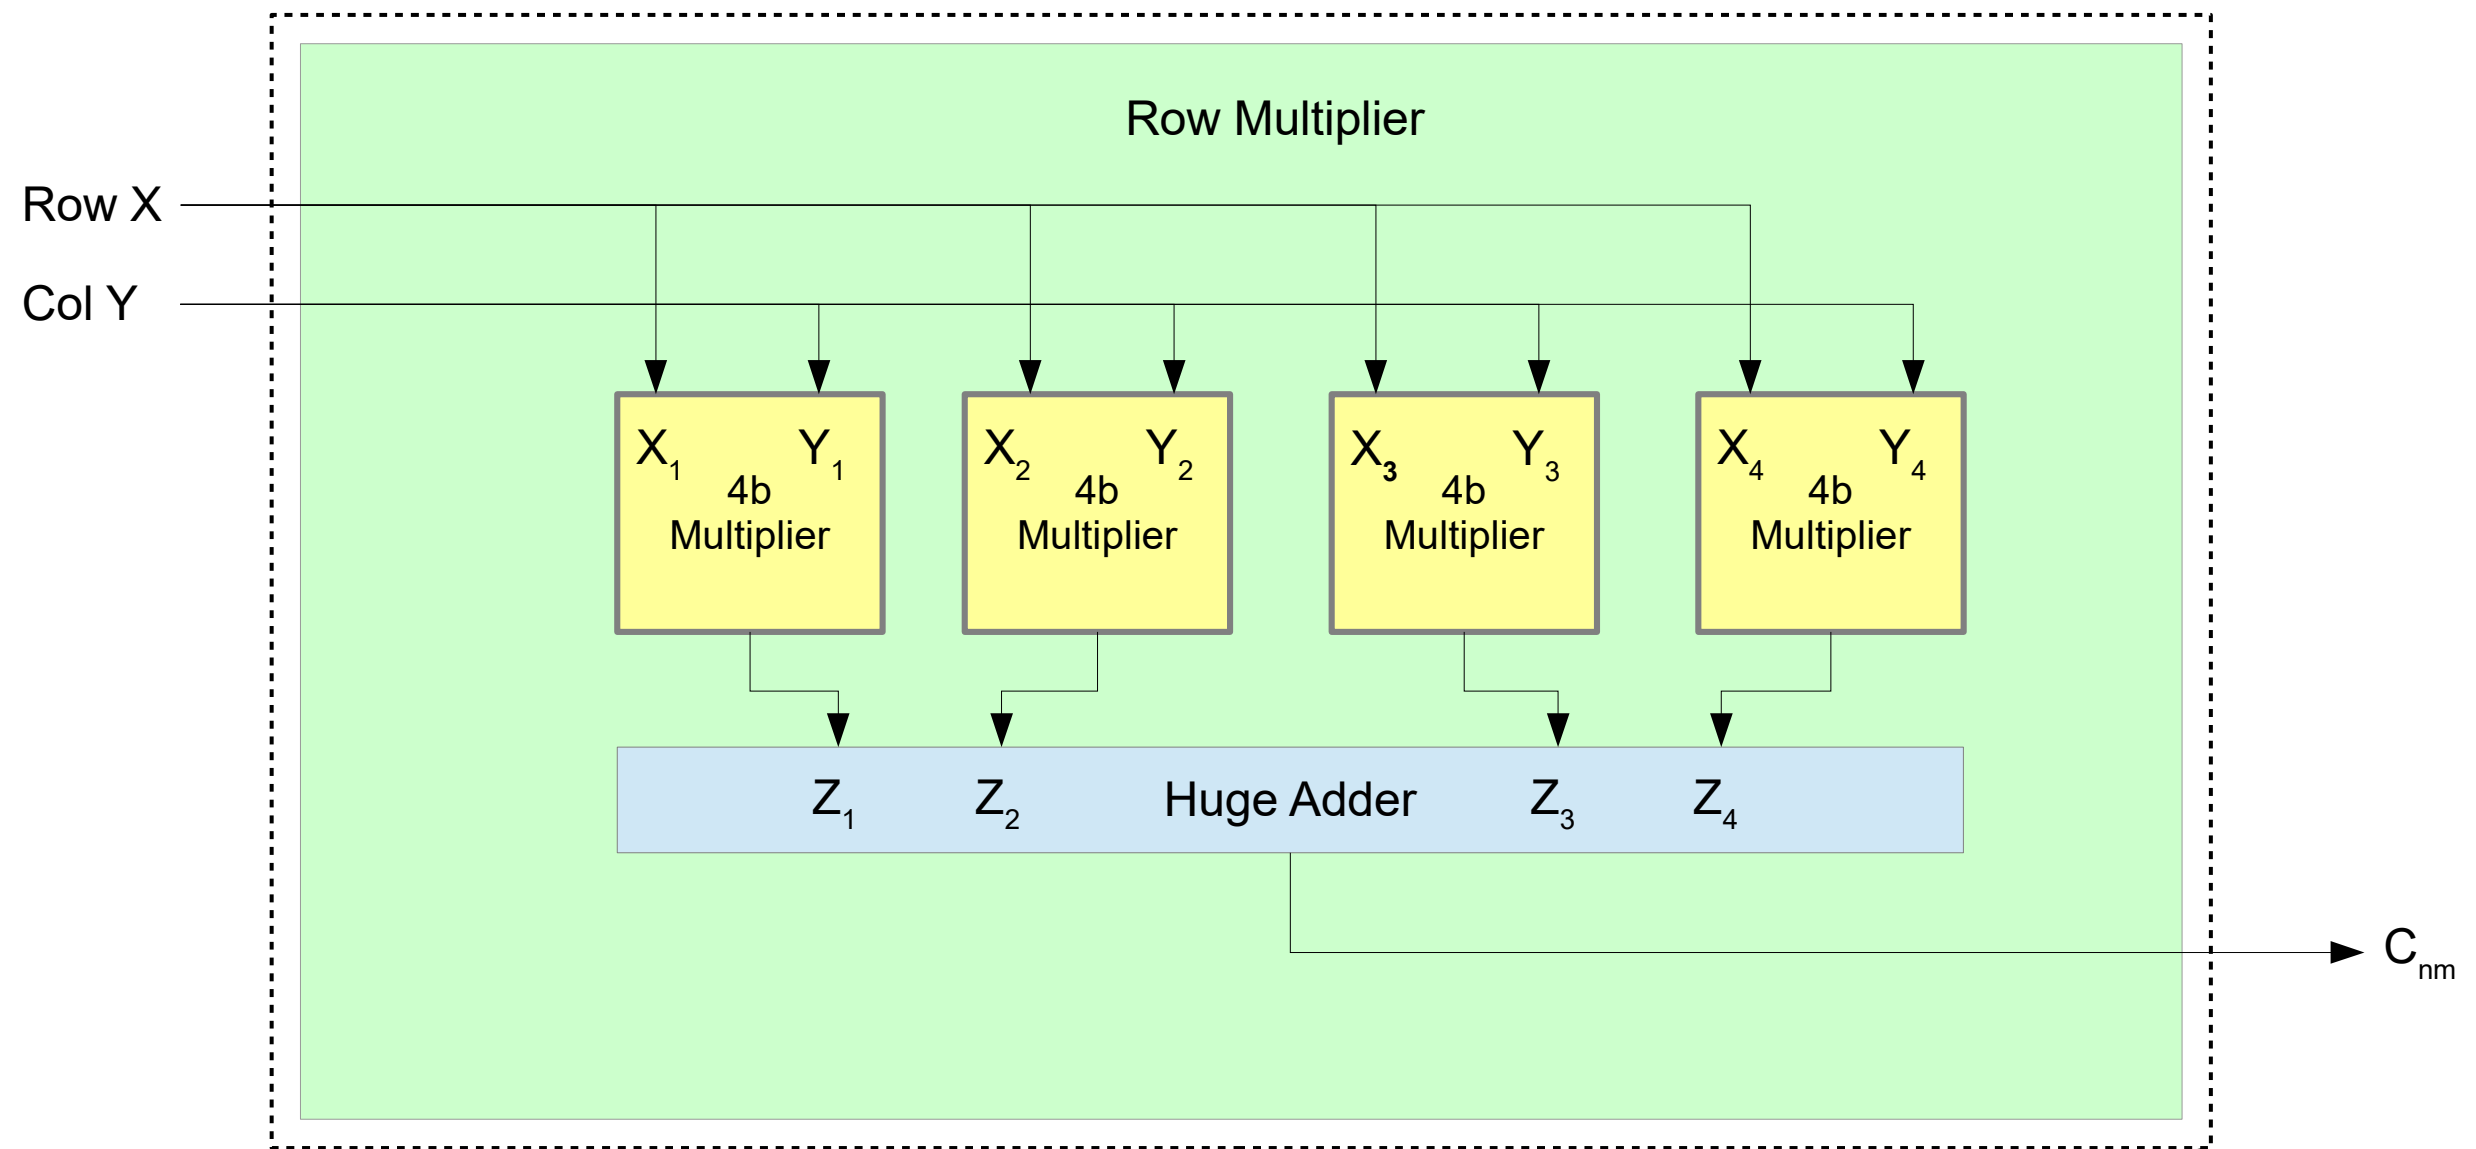 Row Multiplier
Row X
Col Y
X1 Y1
4b
Multiplier
X2 Y2
4b
Multiplier
X3 Y3
4b
Multiplier
X4 Y4
4b
Multiplier
Z1 Z2 Huge Adder Z3 Z4
Cnm